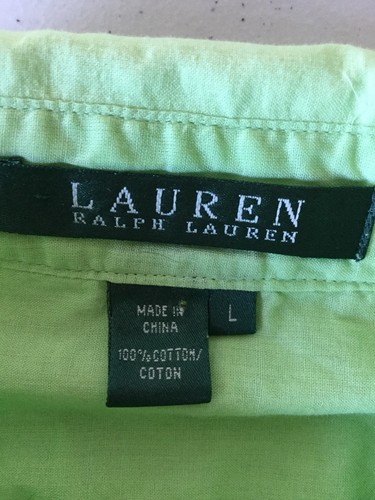 LAUREN
RALPH LAUREN
MADE IN
CHINA
L
100% COTTON/
COTON